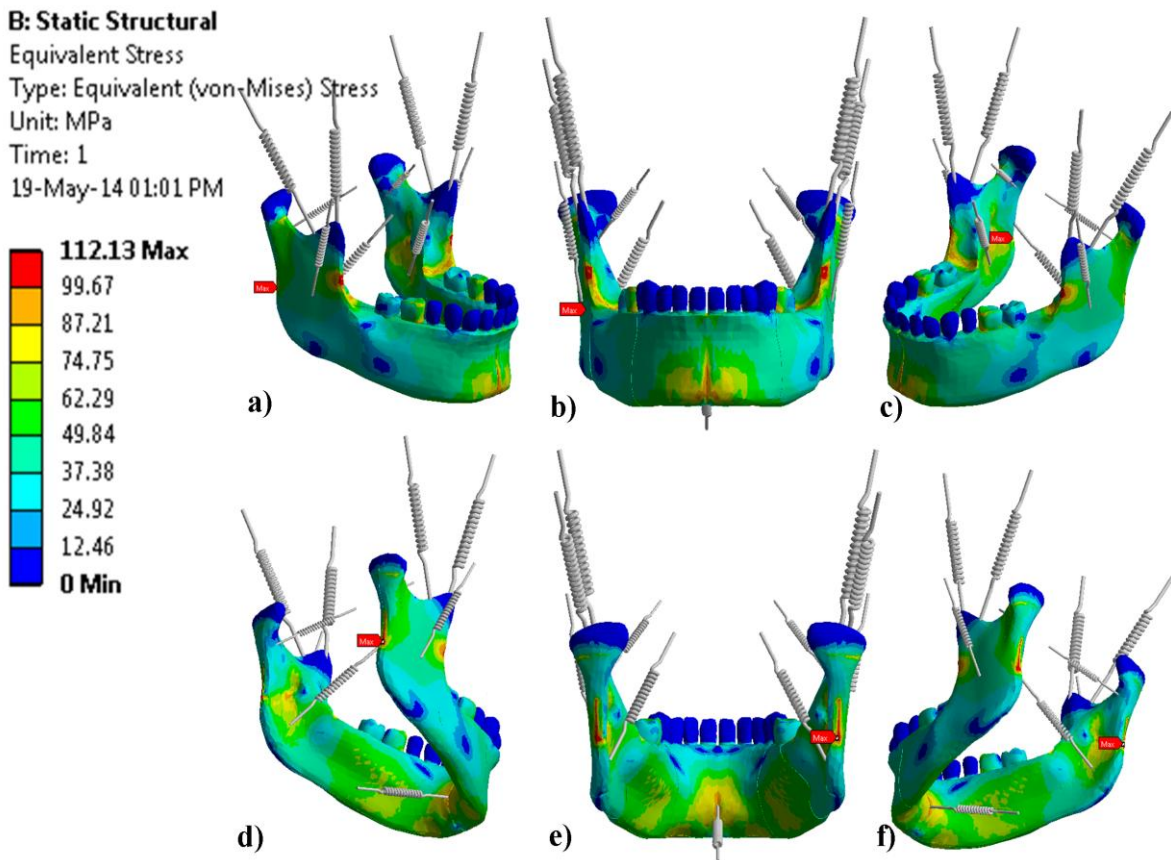 B: Static Structural
Equivalent Stress
Type: Equivalent (von-Mises) Stress
Unit: MPa
Time: 1
19-May-14 01:01 PM
112.13 Max
99.67
87.21
74.75
62.29
49.84
37.38
24.92
12.46
0 Min
Max
Max
Max
a)
b)
c)
Max
Max
Max
d)
e)
f)